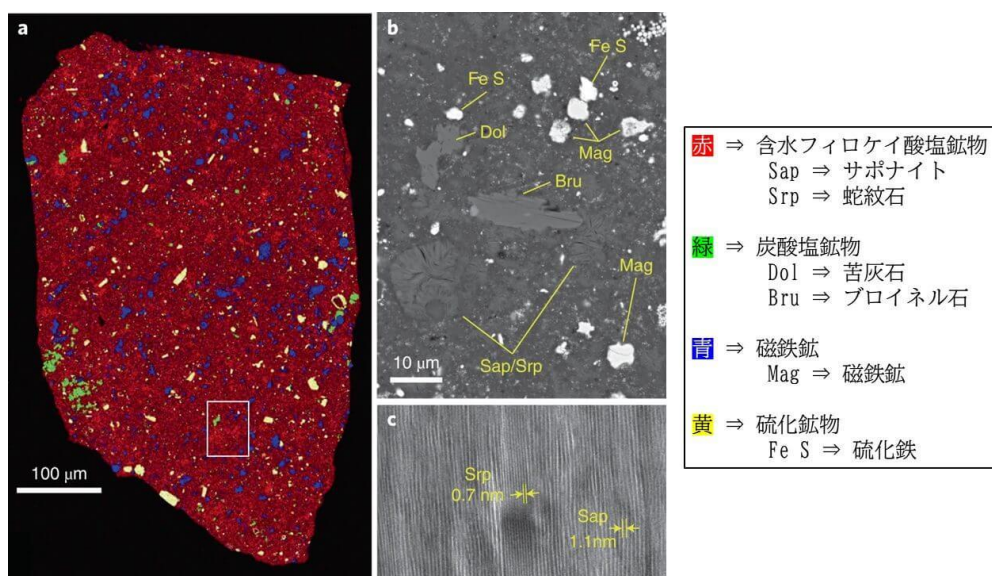 a
100 μm
b
Fe S
Fe S
Dol
Mag
Bru
Mag
Sap/Srp
10 μm
c
Srp
0.7 nm
Sap
1.1nm
赤 ⇒ 含水フィロケイ酸塩鉱物
Sap ⇒ サポナイト
Srp ⇒ 蛇紋石
緑 ⇒ 炭酸塩鉱物
Dol ⇒ 苦灰石
Bru ⇒ ブロイネル石
青 ⇒ 磁鉄鉱
Mag ⇒ 磁鉄鉱
黄 ⇒ 硫化鉱物
Fe S ⇒ 硫化鉄